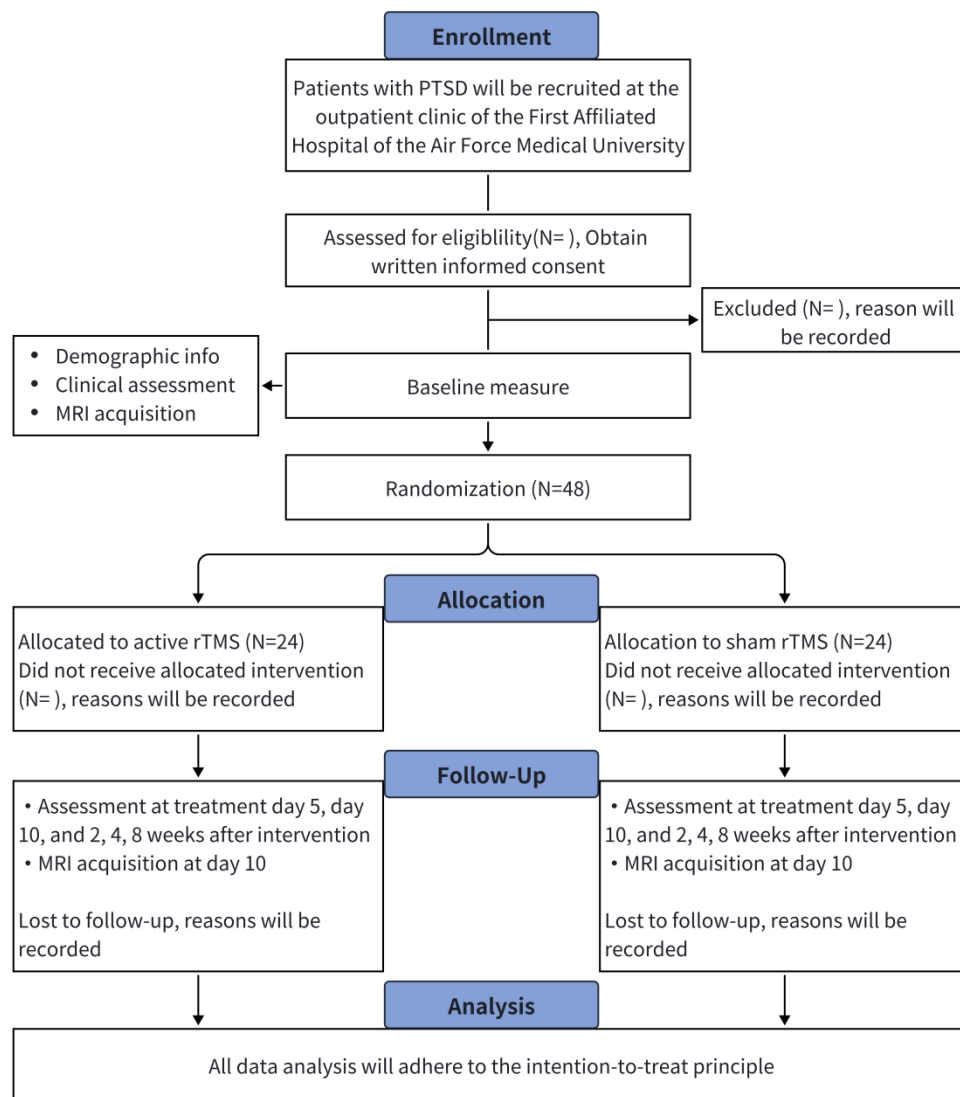 Enrollment
Patients with PTSD will be recruited at the
outpatient clinic of the First Affiliated
Hospital of the Air Force Medical University
Assessed for eligiblility(N= ), Obtain
written informed consent
Excluded (N= ), reason will
be recorded
• Demographic info
• Clinical assessment
• MRI acquisition
Baseline measure
Randomization (N=48)
Allocation
Allocated to active rTMS (N=24)
Did not receive allocated intervention
(N= ), reasons will be recorded
Allocation to sham rTMS (N=24)
Did not receive allocated intervention
(N= ), reasons will be recorded
Follow-Up
• Assessment at treatment day 5, day
10, and 2, 4, 8 weeks after intervention
• MRI acquisition at day 10
Lost to follow-up, reasons will be
recorded
• Assessment at treatment day 5, day
10, and 2, 4, 8 weeks after intervention
• MRI acquisition at day 10
Lost to follow-up, reasons will be
recorded
Analysis
All data analysis will adhere to the intention-to-treat principle